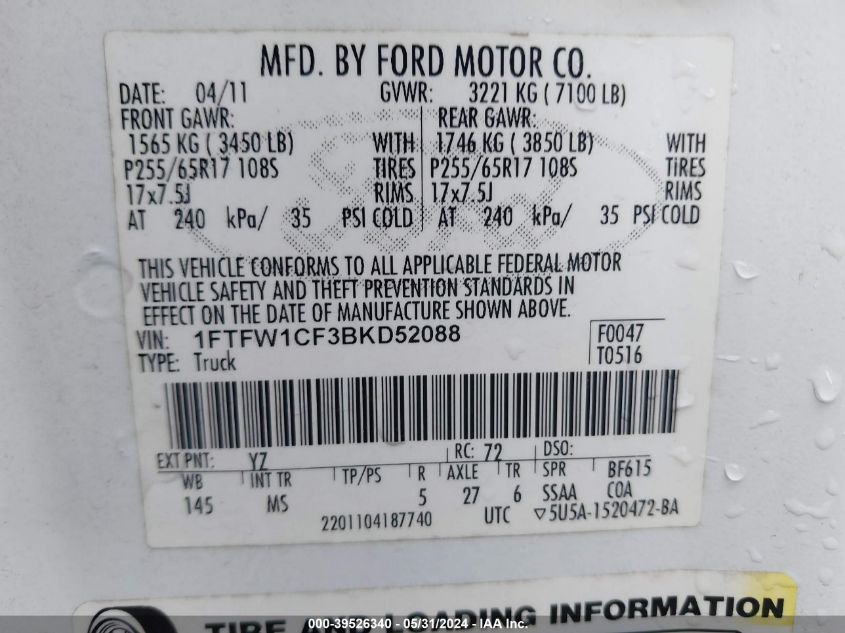 MFD. BY FORD MOTOR CO.
DATE: 04/11 GVWR: 3221 KG ( 7100 LB)
FRONT GAWR: REAR GAWR:
1565 KG ( 3450 LB) WITH 1746 KG ( 3850 LB) WITH
P255/65R17 108S TIRES P255/65R17 108S TIRES
17x7.5J RIMS 17x7.5J RIMS
AT 240 kPa/ 35 PSI COLD AT 240 kPa/ 35 PSI COLD
THIS VEHICLE CONFORMS TO ALL APPLICABLE FEDERAL MOTOR
VEHICLE SAFETY AND THEFT PREVENTION STANDARDS IN
EFFECT ON THE DATE OF MANUFACTURE SHOWN ABOVE.
VIN: 1FTFW1CF3BKD52088 F0047
TYPE: Truck T0516
EXT PNT: YZ RC: 72 DSO:
WB INT TR TP/PS R AXLE TR SPR BF615
145 MS 5 27 6 SSAA COA
2201104187740 UTC ▽5U5A-1520472-BA
TIRE AND LOADING INFORMATION
000-39526340 - 05/31/2024 - IAA Inc.